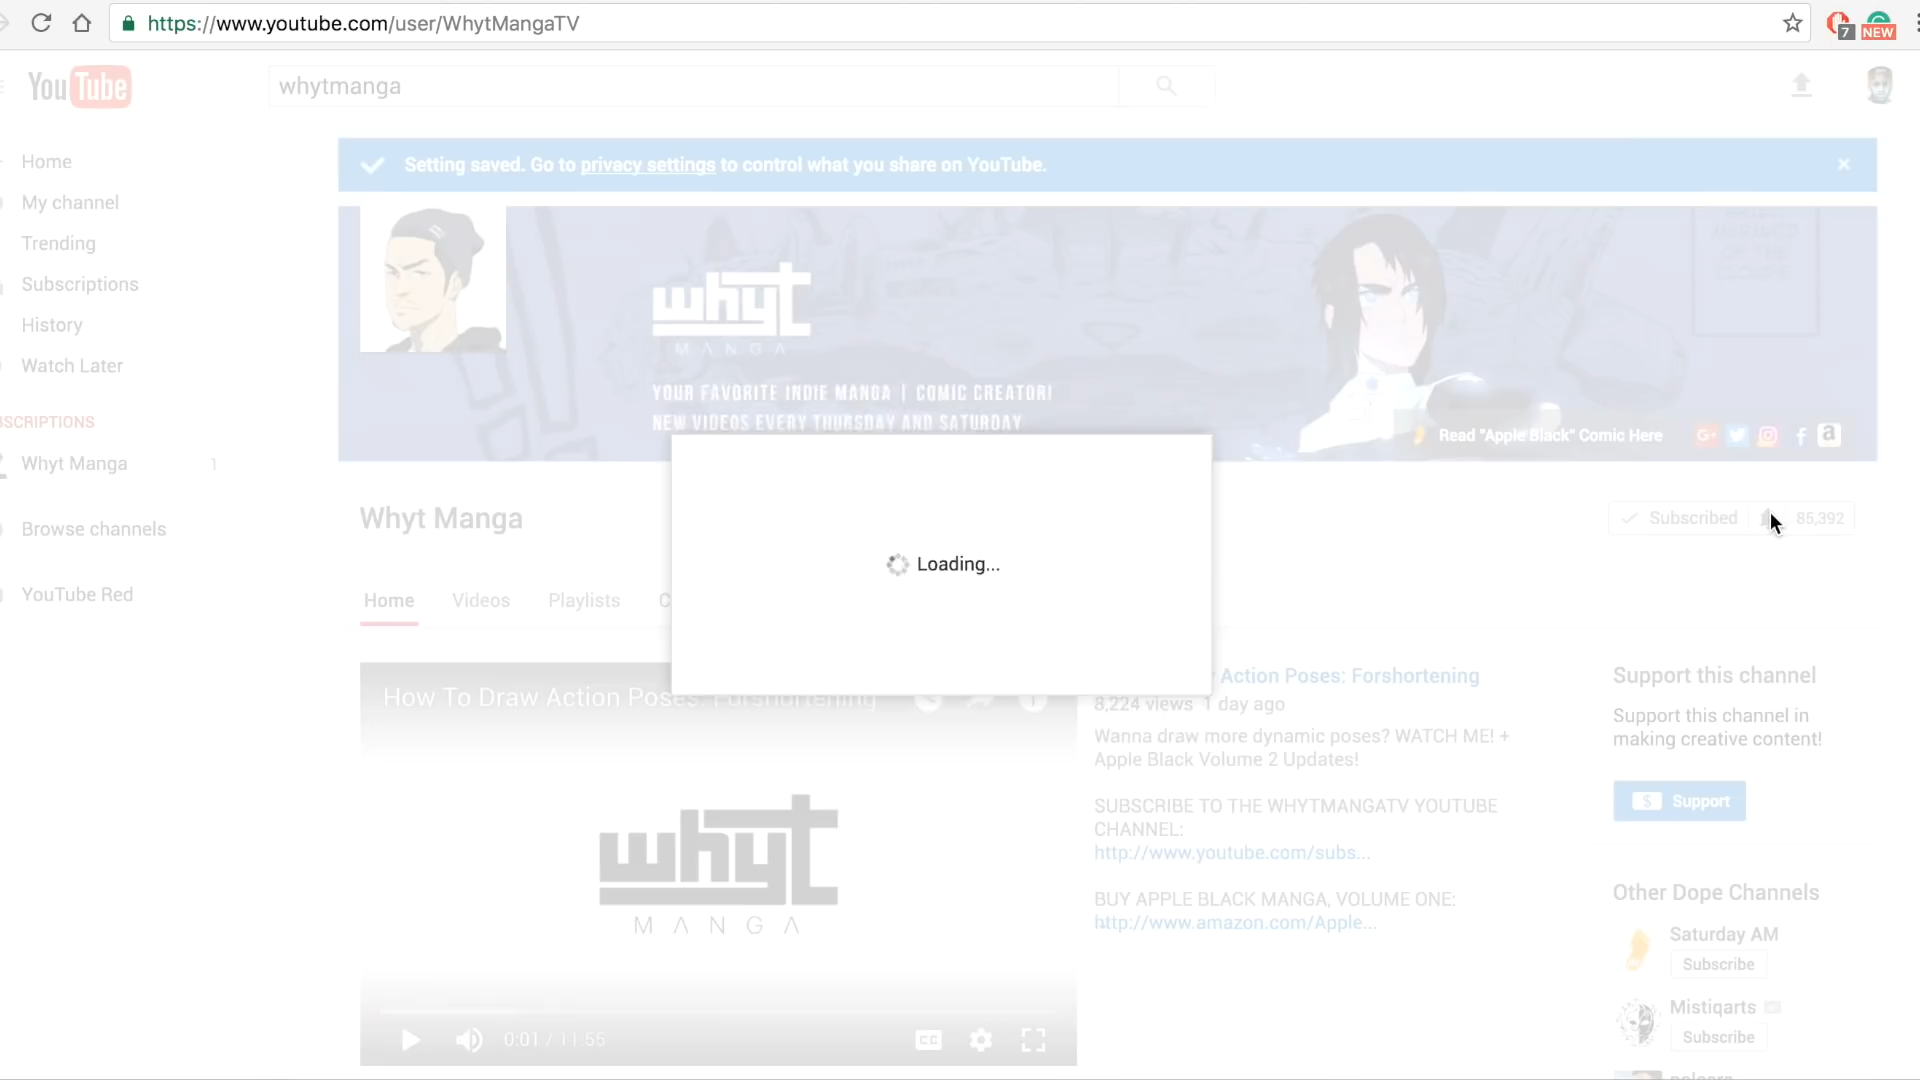 https://www.youtube.com/user/WhytMangaTV
7
NEW
YouTube
whytmanga
Home
My channel
Trending
Subscriptions
History
Watch Later
SCRIPTIONS
Whyt Manga 1
Browse channels
YouTube Red
Setting saved. Go to privacy settings to control what you share on YouTube.
whyt
MANGA
YOUR FAVORITE INDIE MANGA | COMIC CREATOR!
NEW VIDEOS EVERY THURSDAY AND SATURDAY
Read "Apple Black" Comic Here
Whyt Manga
Subscribed 85,392
Home Videos Playlists C
Loading...
How To Draw Action Poses: Forshortening
whyt
MANGA
0:01 / 11:55
CC
Action Poses: Forshortening
8,224 views 1 day ago
Wanna draw more dynamic poses? WATCH ME! +
Apple Black Volume 2 Updates!
SUBSCRIBE TO THE WHYTMANGATV YOUTUBE
CHANNEL:
http://www.youtube.com/subs...
BUY APPLE BLACK MANGA, VOLUME ONE:
http://www.amazon.com/Apple...
Support this channel
Support this channel in
making creative content!
$ Support
Other Dope Channels
Saturday AM
Subscribe
Mistiqarts
Subscribe